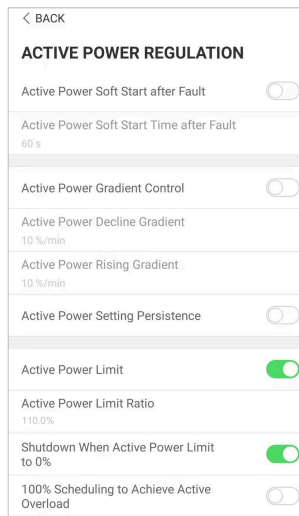 < BACK
ACTIVE POWER REGULATION
Active Power Soft Start after Fault
Active Power Soft Start Time after Fault
60 s
Active Power Gradient Control
Active Power Decline Gradient
10 %/min
Active Power Rising Gradient
10 %/min
Active Power Setting Persistence
Active Power Limit
Active Power Limit Ratio
110.0%
Shutdown When Active Power Limit
to 0%
100% Scheduling to Achieve Active
Overload